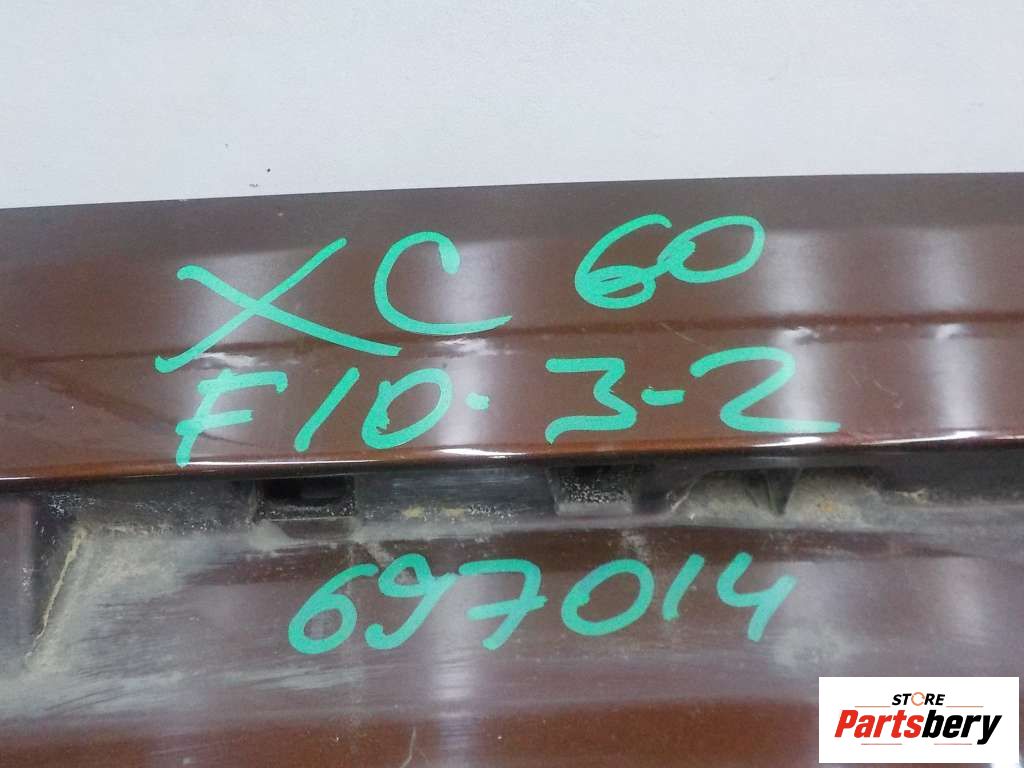 XC 60
F10. 3-2
697014
STORE
Partsbery